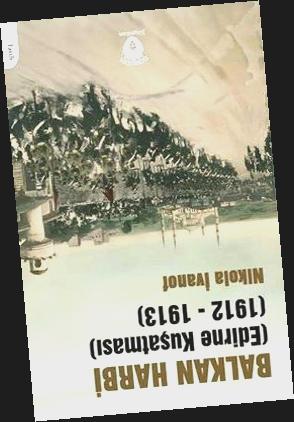 BALKAN HARBİ
(Edirne Kuşatması)
(1912 - 1913)
Nikola İvanof